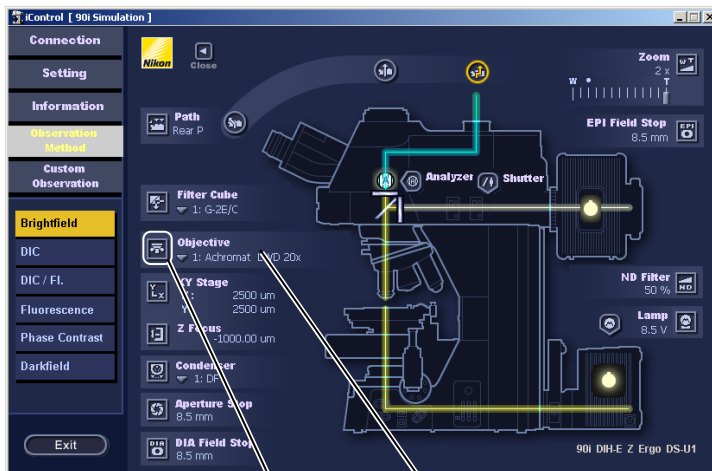 iControl [ 90i Simulation ]
Connection
Setting
Information
Observation
Method
Custom
Observation
Brightfield
DIC
DIC / Fl.
Fluorescence
Phase Contrast
Darkfield
Exit
Nikon
Close
Path
Rear P
Filter Cube
1: G-2E/C
Objective
1: Achromat LWD 20x
XY Stage
X: 2500 um
Y: 2500 um
Z Focus
-1000.00 um
Condenser
1: DF
Aperture Stop
8.5 mm
DIA Field Stop
8.5 mm
Analyzer
Shutter
Zoom
2 x
W T
W T
EPI Field Stop
EPI
8.5 mm
ND Filter
50 %
ND
Lamp
8.5 V
DIA
90i DIH-E Z Ergo DS-U1